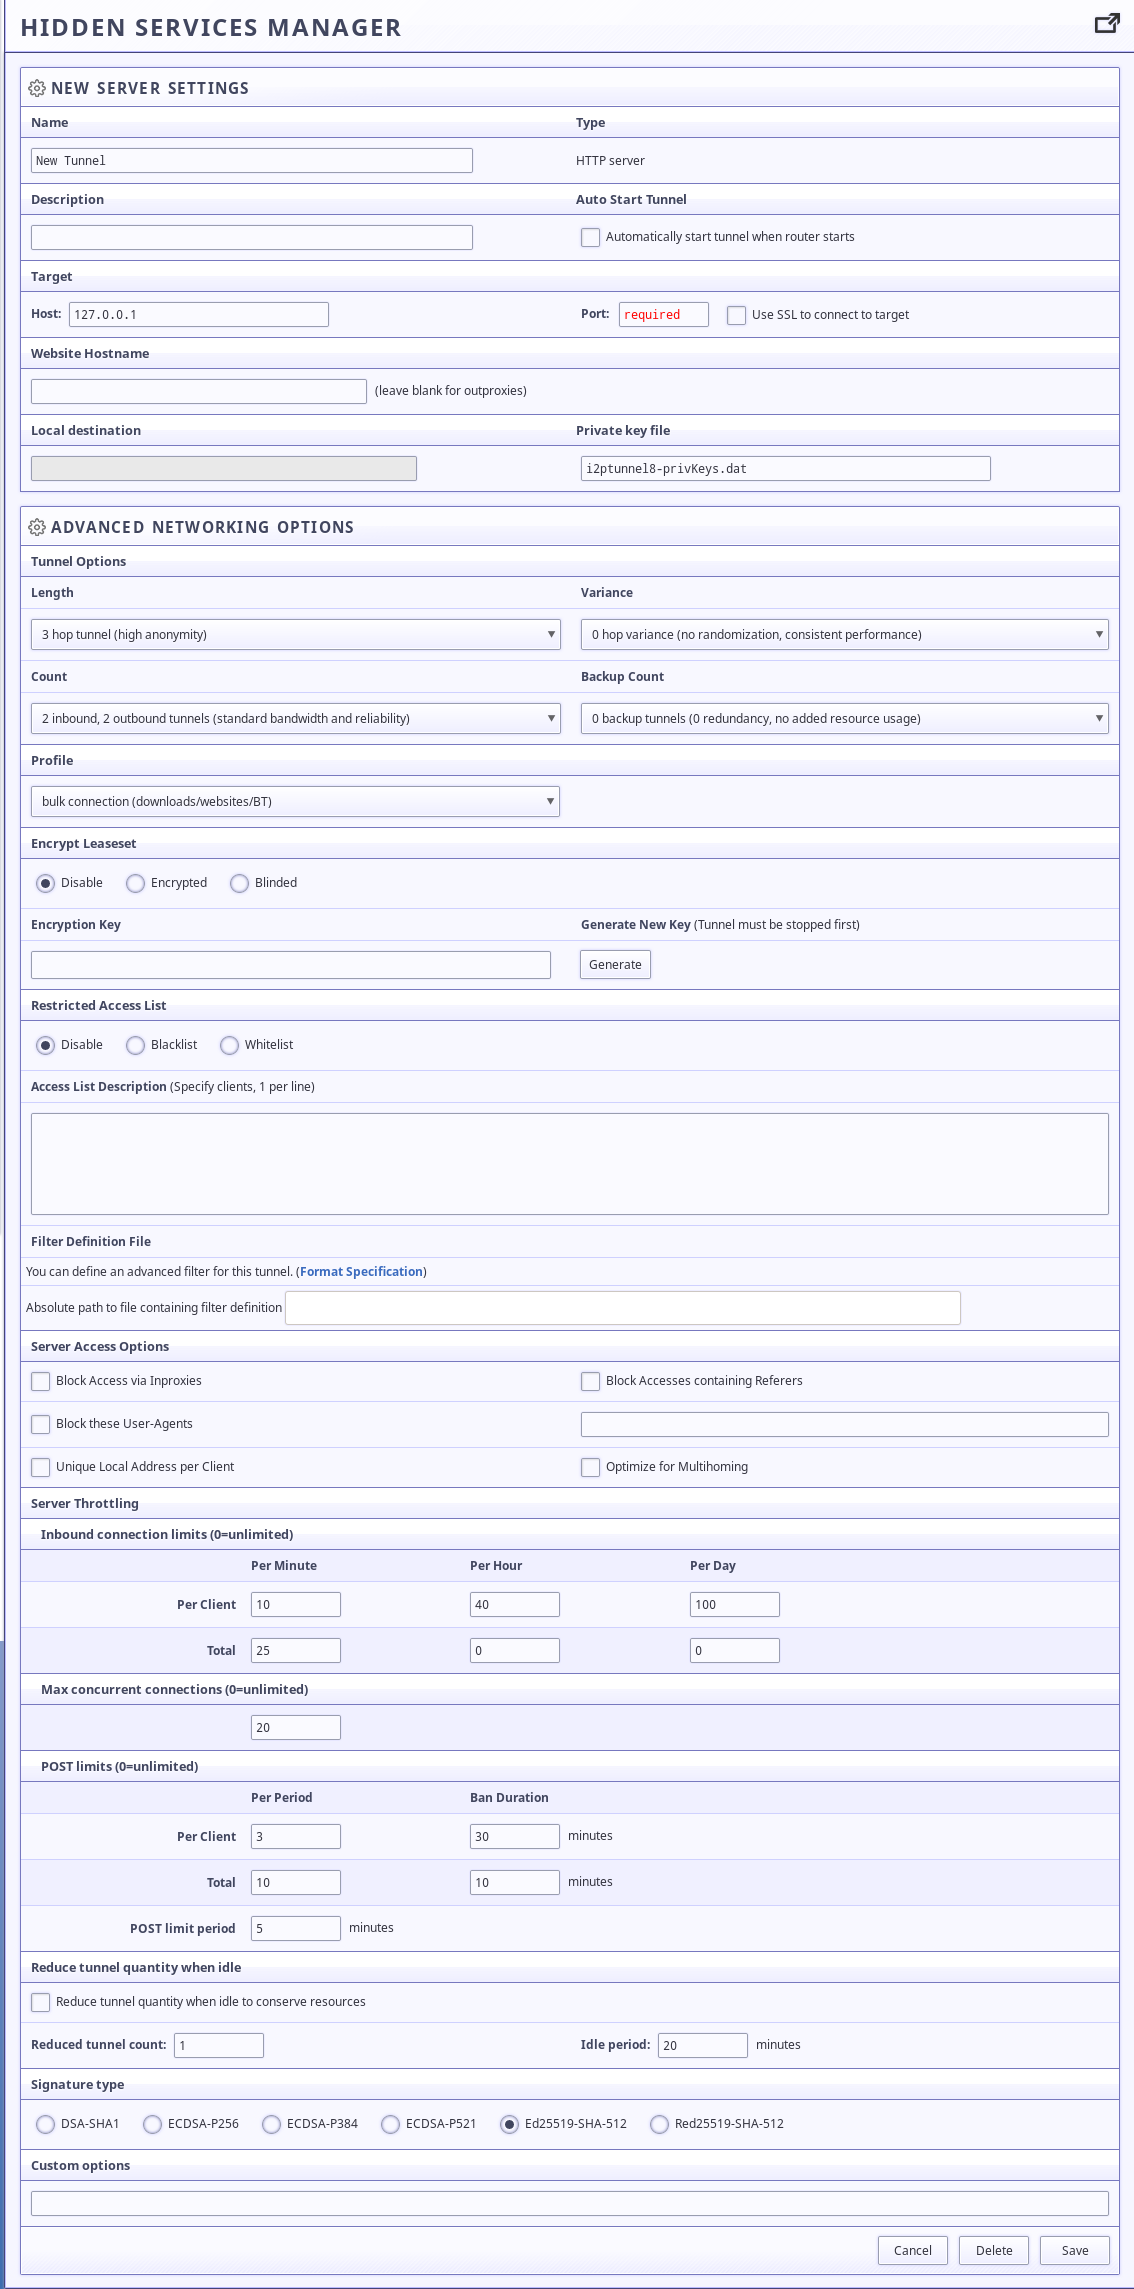 HIDDEN SERVICES MANAGER
NEW SERVER SETTINGS
Name Type
New Tunnel HTTP server
Description Auto Start Tunnel
Automatically start tunnel when router starts
Target
Host: 127.0.0.1 Port: required Use SSL to connect to target
Website Hostname
(leave blank for outproxies)
Local destination Private key file
i2ptunnel8-privKeys.dat
ADVANCED NETWORKING OPTIONS
Tunnel Options
Length Variance
3 hop tunnel (high anonymity) 0 hop variance (no randomization, consistent performance)
Count Backup Count
2 inbound, 2 outbound tunnels (standard bandwidth and reliability) 0 backup tunnels (0 redundancy, no added resource usage)
Profile
bulk connection (downloads/websites/BT)
Encrypt Leaseset
Disable Encrypted Blinded
Encryption Key Generate New Key (Tunnel must be stopped first)
Generate
Restricted Access List
Disable Blacklist Whitelist
Access List Description (Specify clients, 1 per line)
Filter Definition File
You can define an advanced filter for this tunnel. (Format Specification)
Absolute path to file containing filter definition
Server Access Options
Block Access via Inproxies Block Accesses containing Referers
Block these User-Agents
Unique Local Address per Client Optimize for Multihoming
Server Throttling
Inbound connection limits (0=unlimited)
Per Minute Per Hour Per Day
Per Client 10 40 100
Total 25 0 0
Max concurrent connections (0=unlimited)
20
POST limits (0=unlimited)
Per Period Ban Duration
Per Client 3 30 minutes
Total 10 10 minutes
POST limit period 5 minutes
Reduce tunnel quantity when idle
Reduce tunnel quantity when idle to conserve resources
Reduced tunnel count: 1 Idle period: 20 minutes
Signature type
DSA-SHA1 ECDSA-P256 ECDSA-P384 ECDSA-P521 Ed25519-SHA-512 Red25519-SHA-512
Custom options
Cancel Delete Save